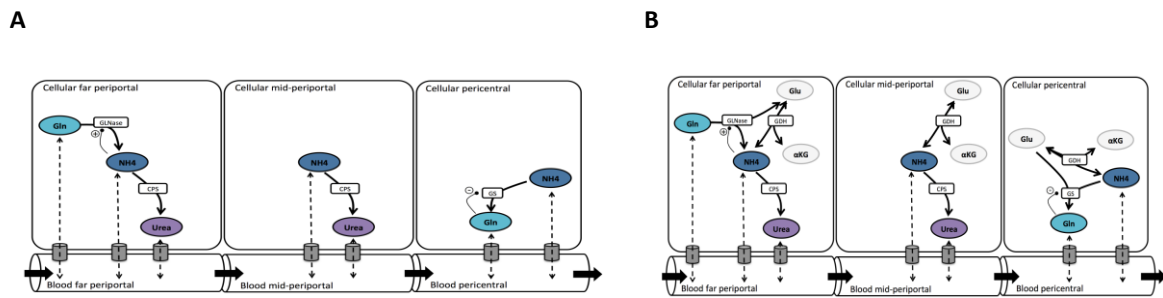 A
B
Cellular far periportal
Cellular mid-periportal
Cellular pericentral
Gln
GLNase
+
NH4
CPS
Urea
NH4
CPS
Urea
NH4
GS
−
Gln
Blood far periportal
Blood mid-periportal
Blood pericentral
Cellular far periportal
Cellular mid-periportal
Cellular pericentral
Glu
Gln
GLNase
GDH
+
NH4
αKG
CPS
Urea
Glu
GDH
NH4
αKG
CPS
Urea
Glu
αKG
GDH
NH4
GS
−
Gln
Blood far periportal
Blood mid-periportal
Blood pericentral